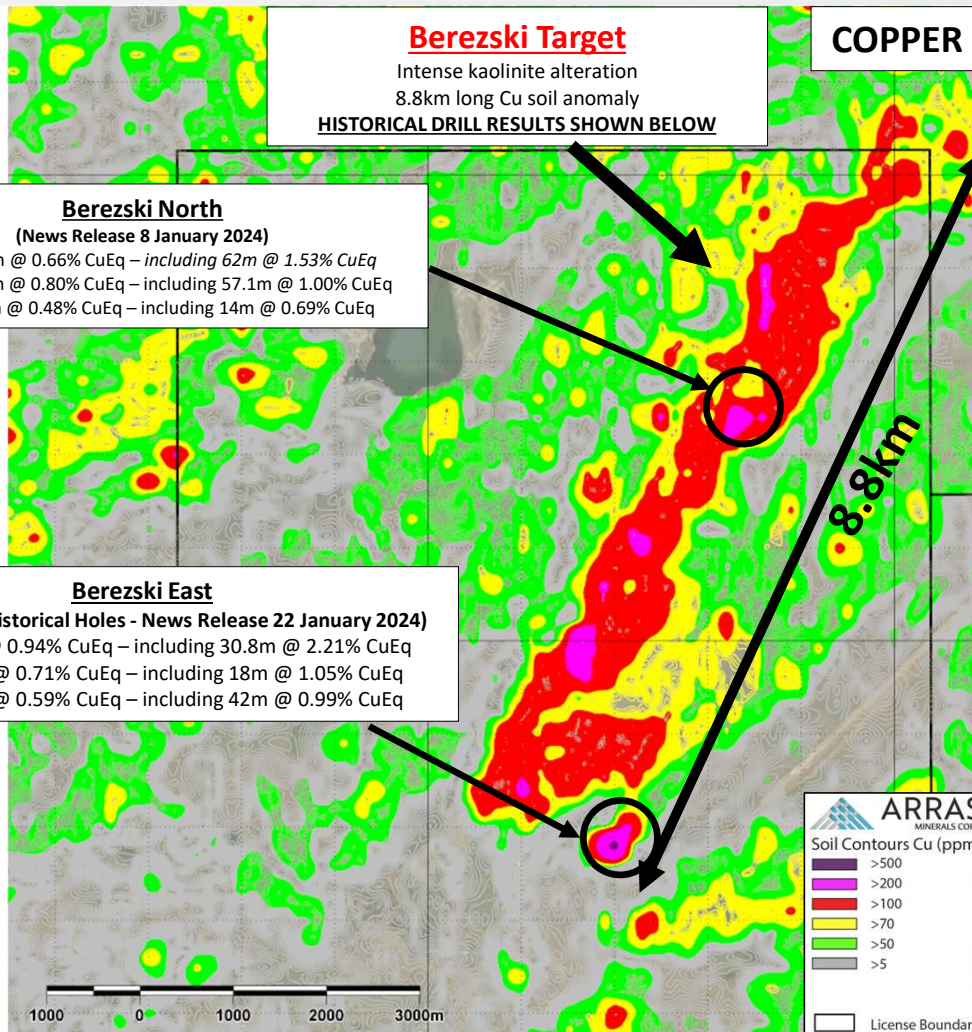 Berezski Target
Intense kaolinite alteration
8.8km long Cu soil anomaly
HISTORICAL DRILL RESULTS SHOWN BELOW
COPPER
Berezski North
(News Release 8 January 2024)
@ 0.66% CuEq – including 62m @ 1.53% CuEq
@ 0.80% CuEq – including 57.1m @ 1.00% CuEq
@ 0.48% CuEq – including 14m @ 0.69% CuEq
8.8km
Berezski East
Holes - News Release 22 January 2024)
0.94% CuEq – including 30.8m @ 2.21% CuEq
@ 0.71% CuEq – including 18m @ 1.05% CuEq
@ 0.59% CuEq – including 42m @ 0.99% CuEq
ARRAS
MINERALS
Soil Contours Cu (ppm
>500
>200
>100
>70
>50
>5
License
1000 0 1000 2000 3000m